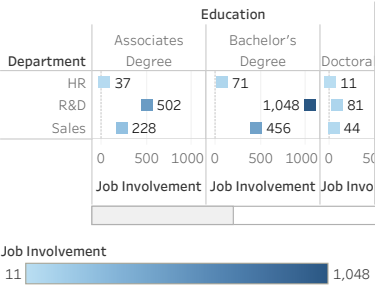 Education
Associates Degree Bachelor's Degree Doctora
Department
HR 37 71 11
R&D 502 1,048 81
Sales 228 456 44
0 500 1000 0 500 1000 0 50
Job Involvement Job Involvement Job Invo
Job Involvement
11 1,048